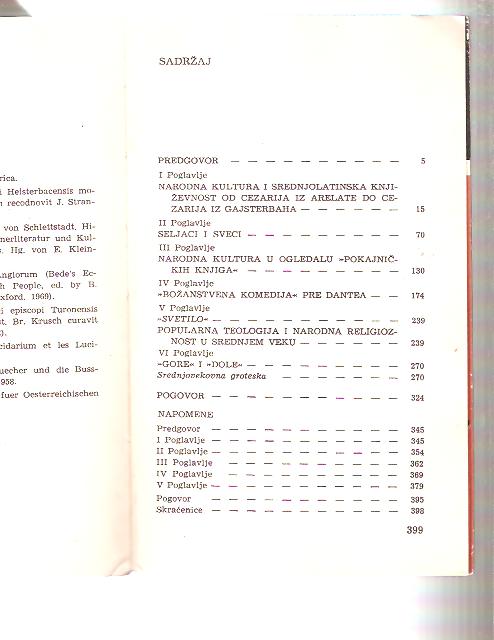 rica.
i Helsterbacensis mo-
n recodnovit J. Stran-
von Schlettstadt. Hi-
nerliteratur und Kul-
s. Hg. von E. Klein-
Anglorum (Bede's Ec-
h People, ed. by B.
xford, 1969).
i episcopi Turonensis
st. Br. Krusch curavit
).
cidarium et les Luci-
uecher und die Buss-
958.
fuer Oesterreichischen
SADRŽAJ
PREDGOVOR — — — — — — — — — — 5
I Poglavlje
NARODNA KULTURA I SREDNJOLATINSKA KNJI-
ŽEVNOST OD CEZARIJA IZ ARELATE DO CE-
ZARIJA IZ GAJSTERBAHA — — — — — — 15
II Poglavlje
SELJACI I SVECI — — — — — — — — — 70
III Poglavlje
NARODNA KULTURA U OGLEDALU »POKAJNIČ-
KIH KNJIGA« — — — — — — — — — 130
IV Poglavlje
»BOŽANSTVENA KOMEDIJA« PRE DANTEA — — 174
V Poglavlje
»SVETILO« — — — — — — — — — — — 239
POPULARNA TEOLOGIJA I NARODNA RELIGIOZ-
NOST U SREDNJEM VEKU — — — — — — 239
VI Poglavlje
»GORE« I »DOLE« — — — — — — — — — 270
Srednjovekovna groteska — — — — — — — 270
POGOVOR — — — — — — — — — — — 324
NAPOMENE
Predgovor — — — — — — — — — — 345
I Poglavlje — — — — — — — — — — 345
II Poglavlje — — — — — — — — — — 354
III Poglavlje — — — — — — — — — — 362
IV Poglavlje — — — — — — — — — — 369
V Poglavlje — — — — — — — — — — 379
Pogovor — — — — — — — — — — 395
Skraćenice — — — — — — — — — — 398
399